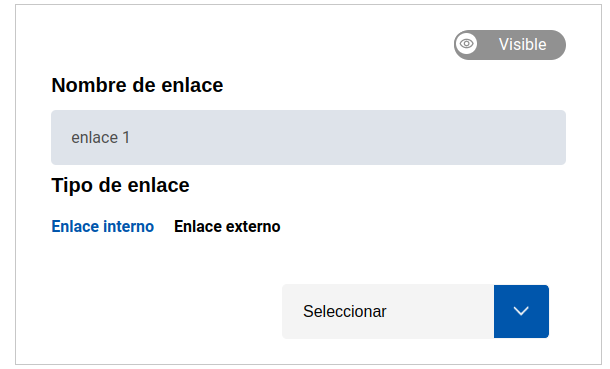 Visible
Nombre de enlace
enlace 1
Tipo de enlace
Enlace interno Enlace externo
Seleccionar